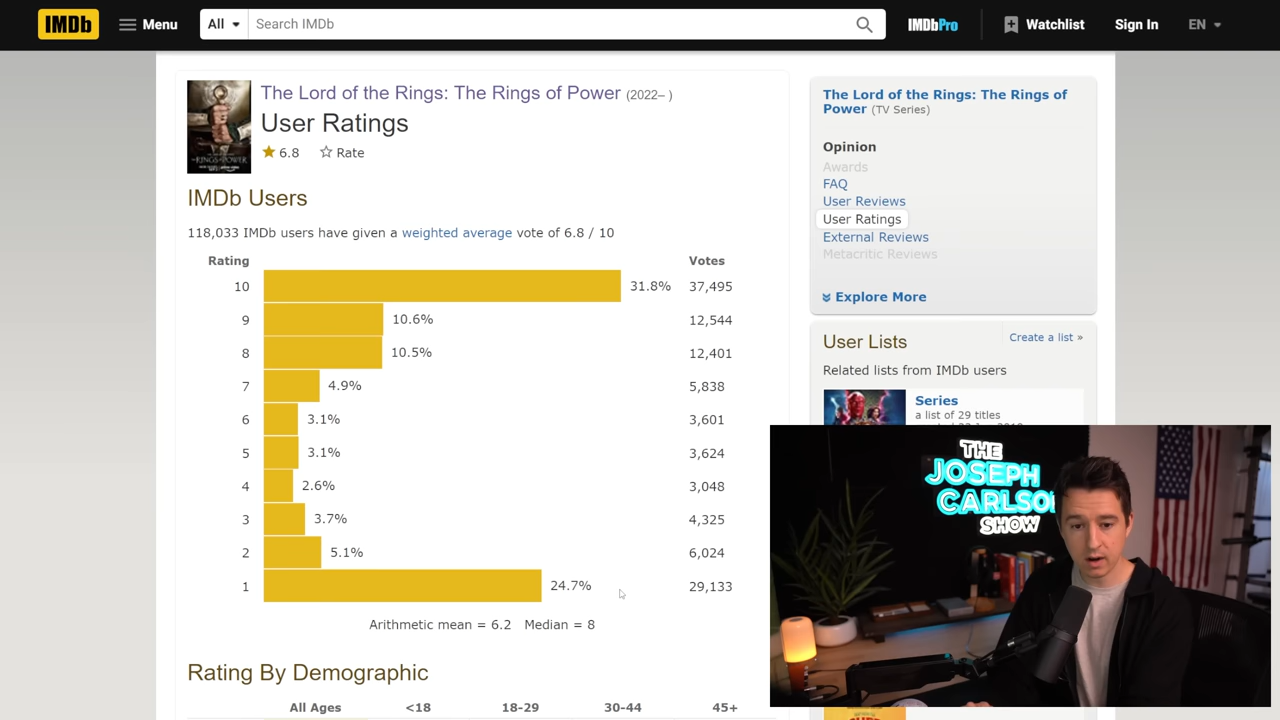 IMDb Menu All Search IMDb IMDbPro Watchlist Sign In EN
The Lord of the Rings: The Rings of Power (2022– )
User Ratings
6.8 Rate
IMDb Users
118,033 IMDb users have given a weighted average vote of 6.8 / 10
Rating Votes
10 31.8% 37,495
9 10.6% 12,544
8 10.5% 12,401
7 4.9% 5,838
6 3.1% 3,601
5 3.1% 3,624
4 2.6% 3,048
3 3.7% 4,325
2 5.1% 6,024
1 24.7% 29,133
Arithmetic mean = 6.2 Median = 8
Rating By Demographic
All Ages <18 18-29 30-44 45+
The Lord of the Rings: The Rings of
Power (TV Series)
Opinion
Awards
FAQ
User Reviews
User Ratings
External Reviews
Metacritic Reviews
Explore More
User Lists Create a list »
Related lists from IMDb users
Series
a list of 29 titles
THE
JOSEPH
CARLSON
SHOW